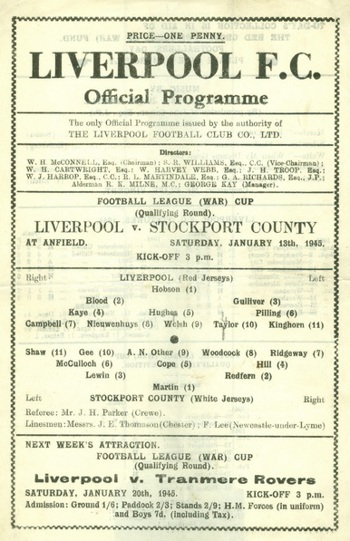 PRICE—ONE PENNY.
LIVERPOOL F.C.
Official Programme
The only Official Programme issued by the authority of
THE LIVERPOOL FOOTBALL CLUB CO., LTD.
Directors:
W. H. McCONNELL, Esq. (Chairman); S. R. WILLIAMS, Esq., C.C. (Vice-Chairman);
W. H. CARTWRIGHT, Esq.; W. HARVEY WEBB, Esq.; J. H. TROOP, Esq.;
W. J. HARROP, Esq., C.C.; R. L. MARTINDALE, Esq.; G. A. RICHARDS, Esq., J.P.;
Alderman R. K. MILNE, M.C.; GEORGE KAY (Manager).
FOOTBALL LEAGUE (WAR) CUP
(Qualifying Round).
LIVERPOOL v. STOCKPORT COUNTY
AT ANFIELD. SATURDAY, JANUARY 13th, 1945.
KICK-OFF 3 p.m.
Right LIVERPOOL (Red Jerseys) Left
Hobson (1)
Blood (2) Gulliver (3)
Kaye (4) Hughes (5) Pilling (6)
Campbell (7) Nieuwenhuys (8) Welsh (9) Taylor (10) Kinghorn (11)
Shaw (11) Gee (10) A. N. Other (9) Woodcock (8) Ridgeway (7)
McCulloch (6) Cope (5) Hill (4)
Lewin (3) Redfern (2)
Martin (1)
Left STOCKPORT COUNTY (White Jerseys) Right
Referee: Mr. J. H. Parker (Crewe).
Linesmen: Messrs. J. E. Thomason (Chester); F. Lee (Newcastle-under-Lyme)
NEXT WEEK'S ATTRACTION.
FOOTBALL LEAGUE (WAR) CUP
(Qualifying Round).
Liverpool v. Tranmere Rovers
SATURDAY, JANUARY 20th, 1945. KICK-OFF 3 p.m.
Admission: Ground 1/6; Paddock 2/3; Stands 2/9; H.M. Forces (in uniform)
and Boys 7d. (including Tax).